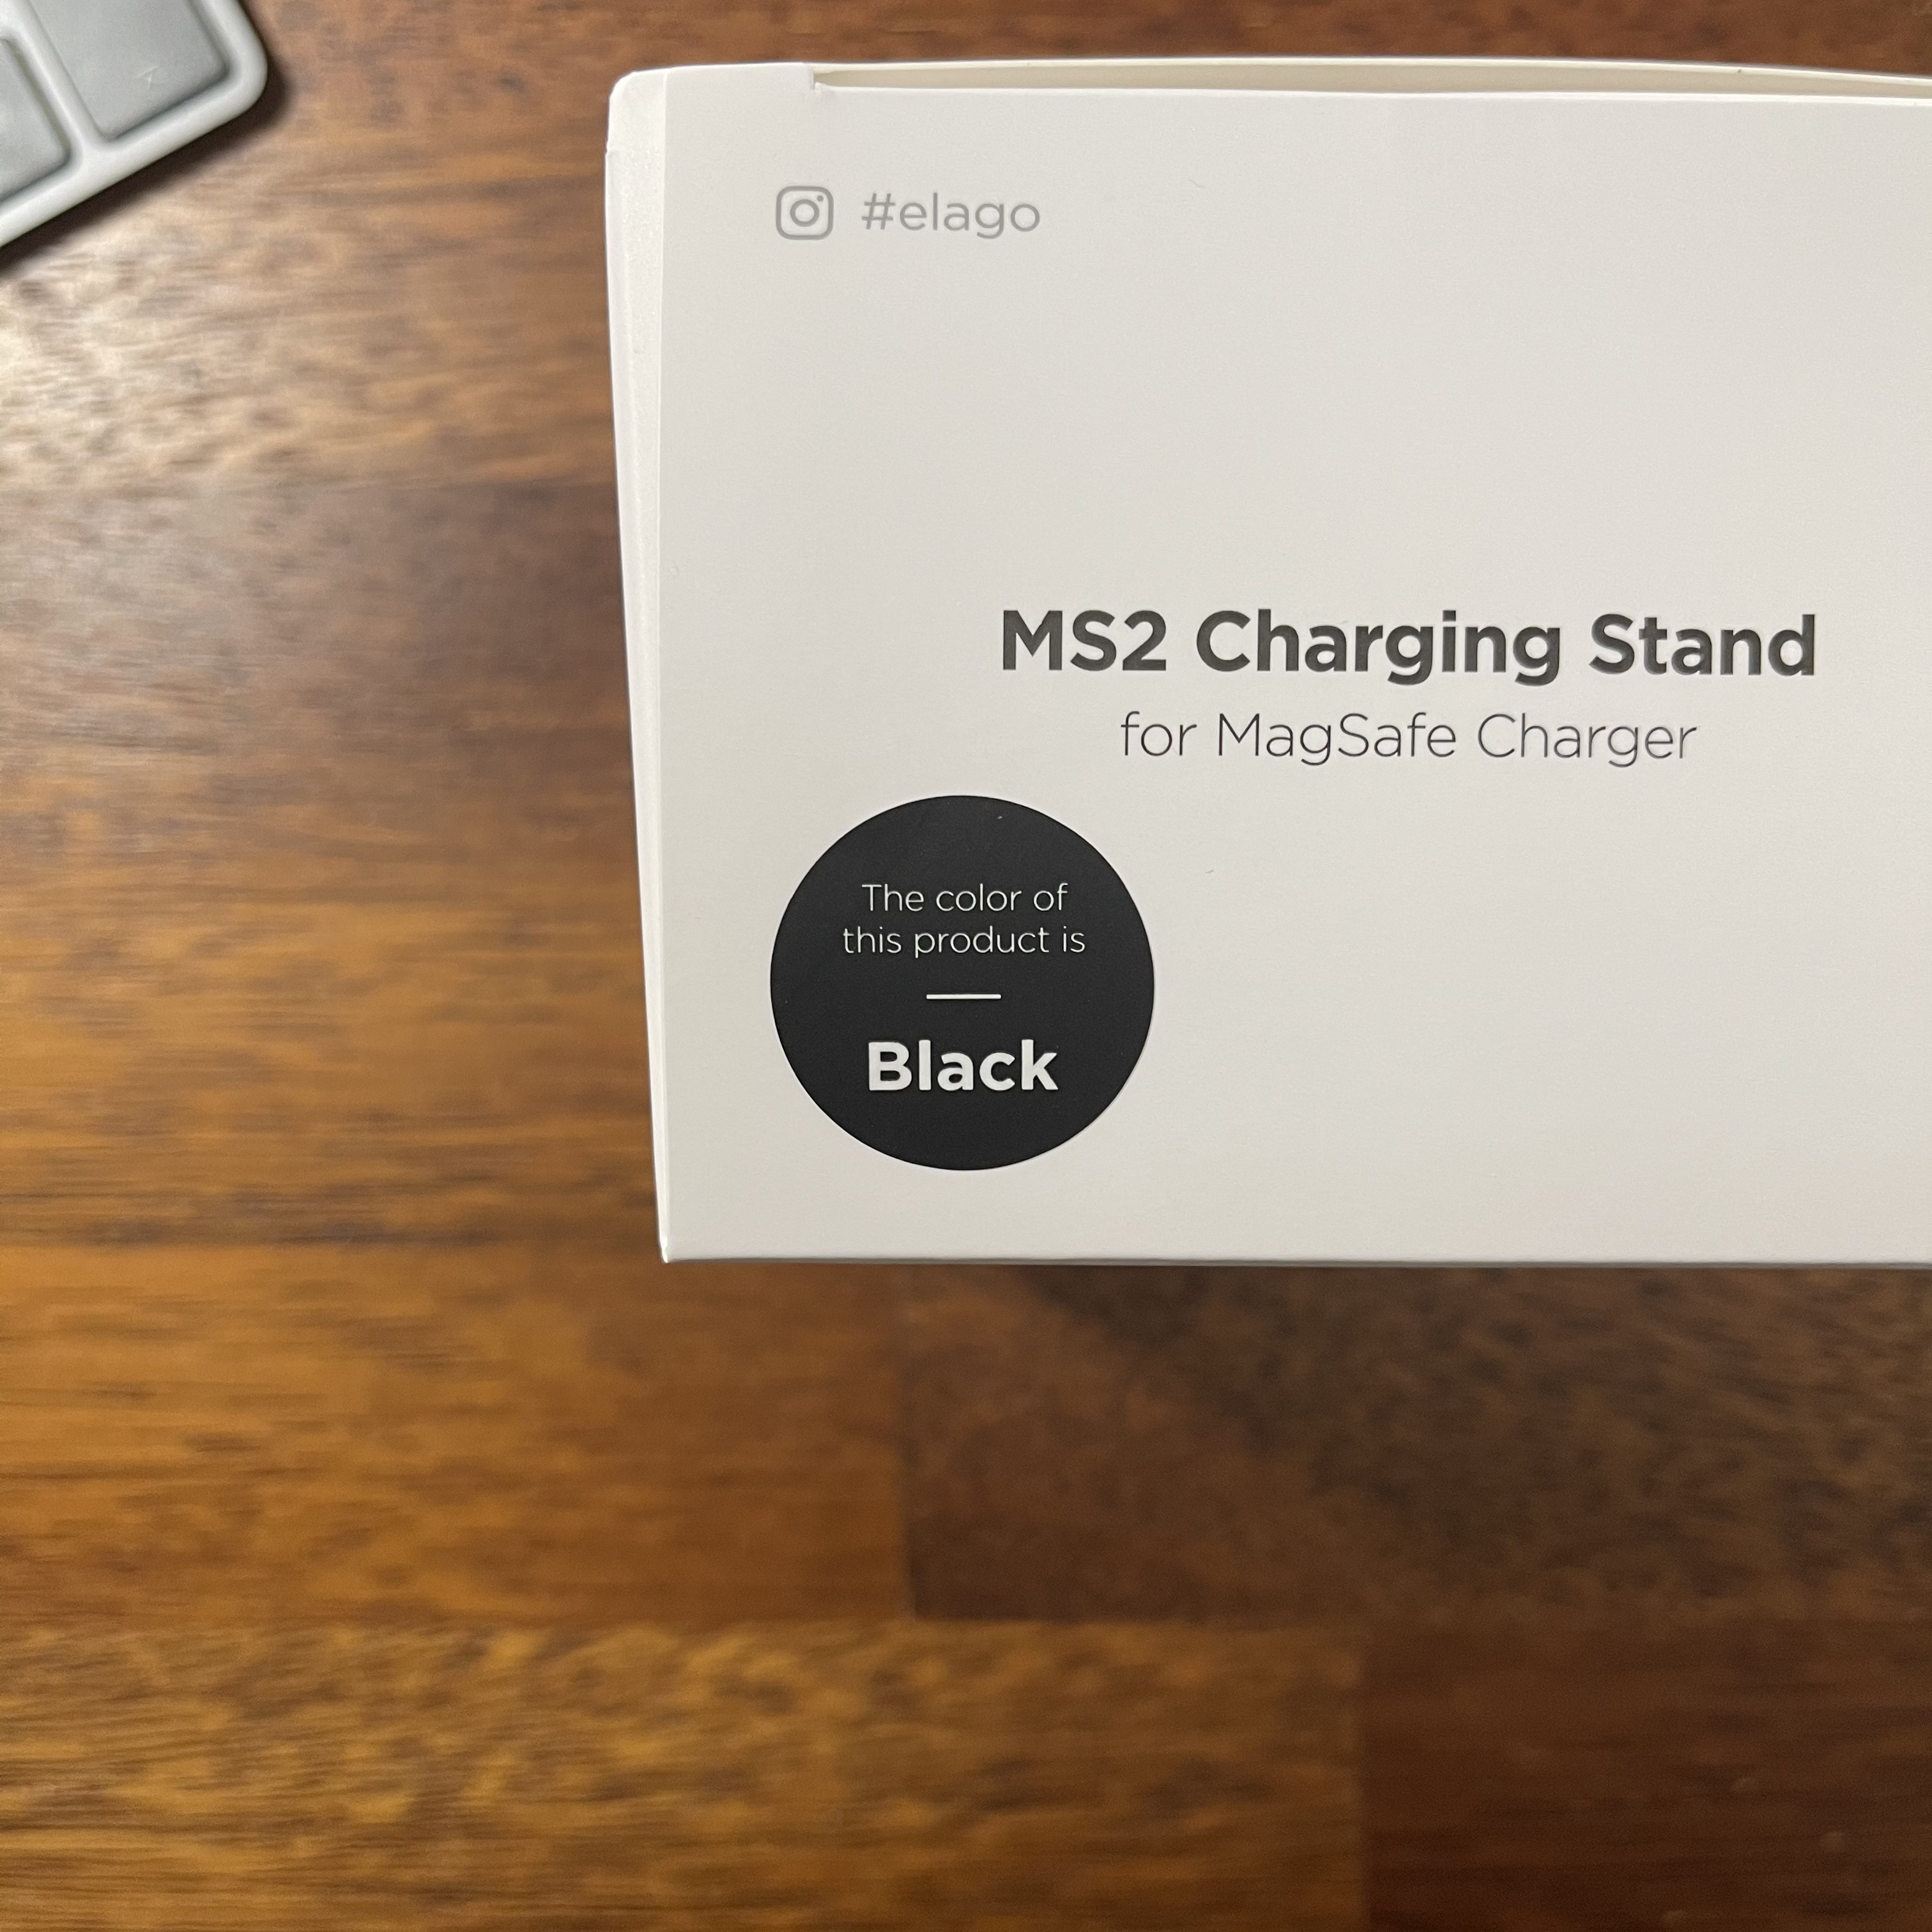 #elago
MS2 Charging Stand
for MagSafe Charger
The color of
this product is
Black